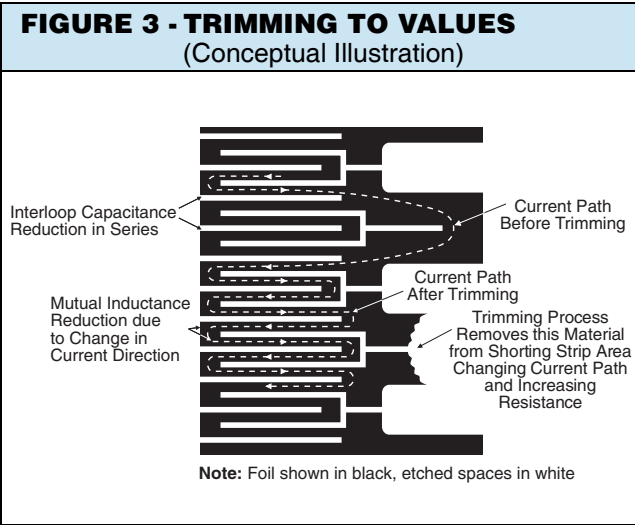 FIGURE 3 - TRIMMING TO VALUES
(Conceptual Illustration)
Interloop Capacitance
Reduction in Series
Mutual Inductance
Reduction due
to Change in
Current Direction
Current Path
Before Trimming
Current Path
After Trimming
Trimming Process
Removes this Material
from Shorting Strip Area
Changing Current Path
and Increasing
Resistance
Note: Foil shown in black, etched spaces in white